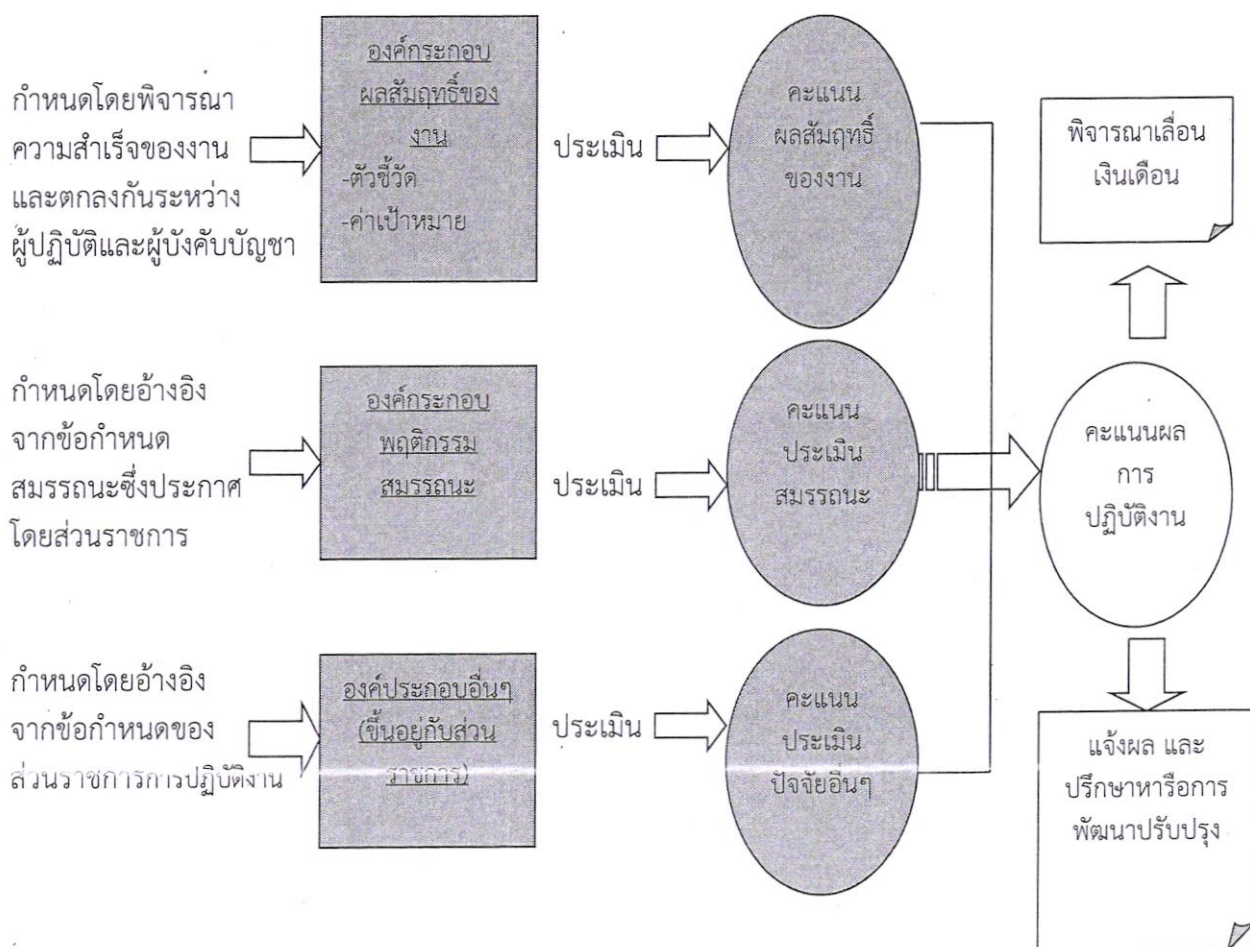 กำหนดโดยพิจารณา
ความสำเร็จของงาน
และตกลงกันระหว่าง
ผู้ปฏิบัติและผู้บังคับบัญชา
องค์กระกอบ
ผลสัมฤทธิ์ของ
งาน
-ตัวชี้วัด
-ค่าเป้าหมาย
ประเมิน
คะแนน
ผลสัมฤทธิ์
ของงาน
พิจารณาเลื่อน
เงินเดือน
กำหนดโดยอ้างอิง
จากข้อกำหนด
สมรรถนะซึ่งประกาศ
โดยส่วนราชการ
องค์กระกอบ
พฤติกรรม
สมรรถนะ
ประเมิน
คะแนน
ประเมิน
สมรรถนะ
คะแนนผล
การ
ปฏิบัติงาน
กำหนดโดยอ้างอิง
จากข้อกำหนดของ
ส่วนราชการการปฏิบัติงาน
องค์ประกอบอื่นๆ
(ขึ้นอยู่กับส่วน
ราชการ)
ประเมิน
คะแนน
ประเมิน
ปัจจัยอื่นๆ
แจ้งผล และ
ปรึกษาหารือการ
พัฒนาปรับปรุง